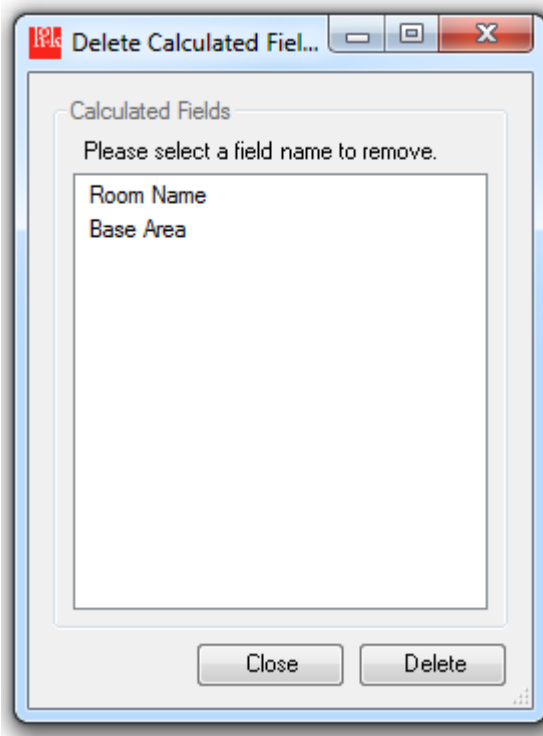 Delete Calculated Fiel...
Calculated Fields
Please select a field name to remove.
Room Name
Base Area
Close
Delete